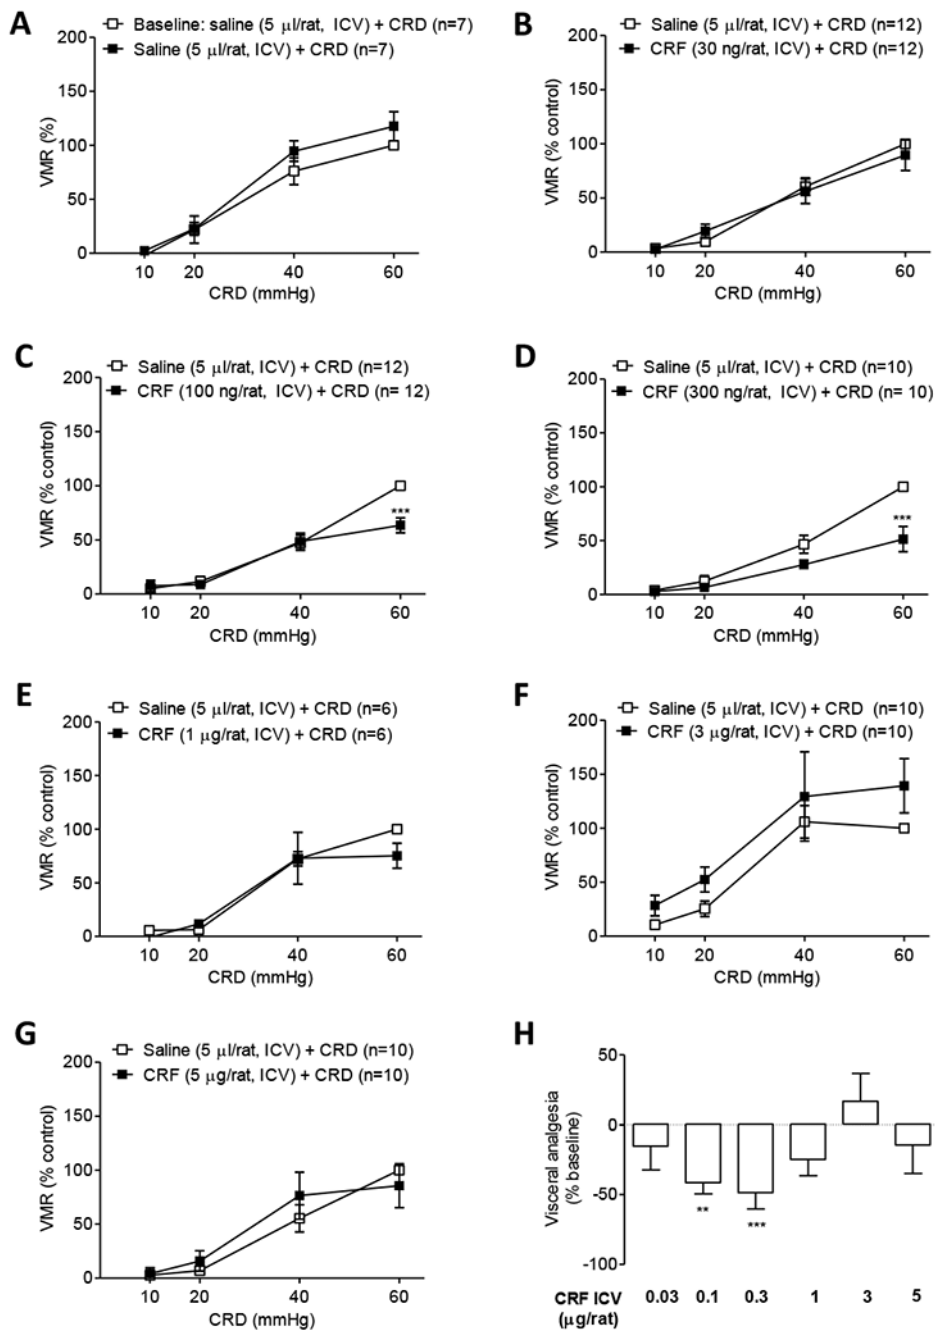 A
Baseline: saline (5 µl/rat, ICV) + CRD (n=7)
Saline (5 µl/rat, ICV) + CRD (n=7)
200
150
100
50
0
VMR (%)
10 20 40 60
CRD (mmHg)
B
Saline (5 µl/rat, ICV) + CRD (n=12)
CRF (30 ng/rat, ICV) + CRD (n=12)
200
150
100
50
0
VMR (% control)
10 20 40 60
CRD (mmHg)
C
Saline (5 µl/rat, ICV) + CRD (n=12)
CRF (100 ng/rat, ICV) + CRD (n= 12)
200
150
100
50
0
VMR (% control)
***
10 20 40 60
CRD (mmHg)
D
Saline (5 µl/rat, ICV) + CRD (n=10)
CRF (300 ng/rat, ICV) + CRD (n= 10)
200
150
100
50
0
VMR (% control)
***
10 20 40 60
CRD (mmHg)
E
Saline (5 µl/rat, ICV) + CRD (n=6)
CRF (1 µg/rat, ICV) + CRD (n=6)
200
150
100
50
0
VMR (% control)
10 20 40 60
CRD (mmHg)
F
Saline (5 µl/rat, ICV) + CRD (n=10)
CRF (3 µg/rat, ICV) + CRD (n=10)
200
150
100
50
0
VMR (% control)
10 20 40 60
CRD (mmHg)
G
Saline (5 µl/rat, ICV) + CRD (n=10)
CRF (5 µg/rat, ICV) + CRD (n=10)
200
150
100
50
0
VMR (% control)
10 20 40 60
CRD (mmHg)
H
50
0
-50
-100
Visceral analgesia
(% baseline)
** ***
CRF ICV 0.03 0.1 0.3 1 3 5
(µg/rat)